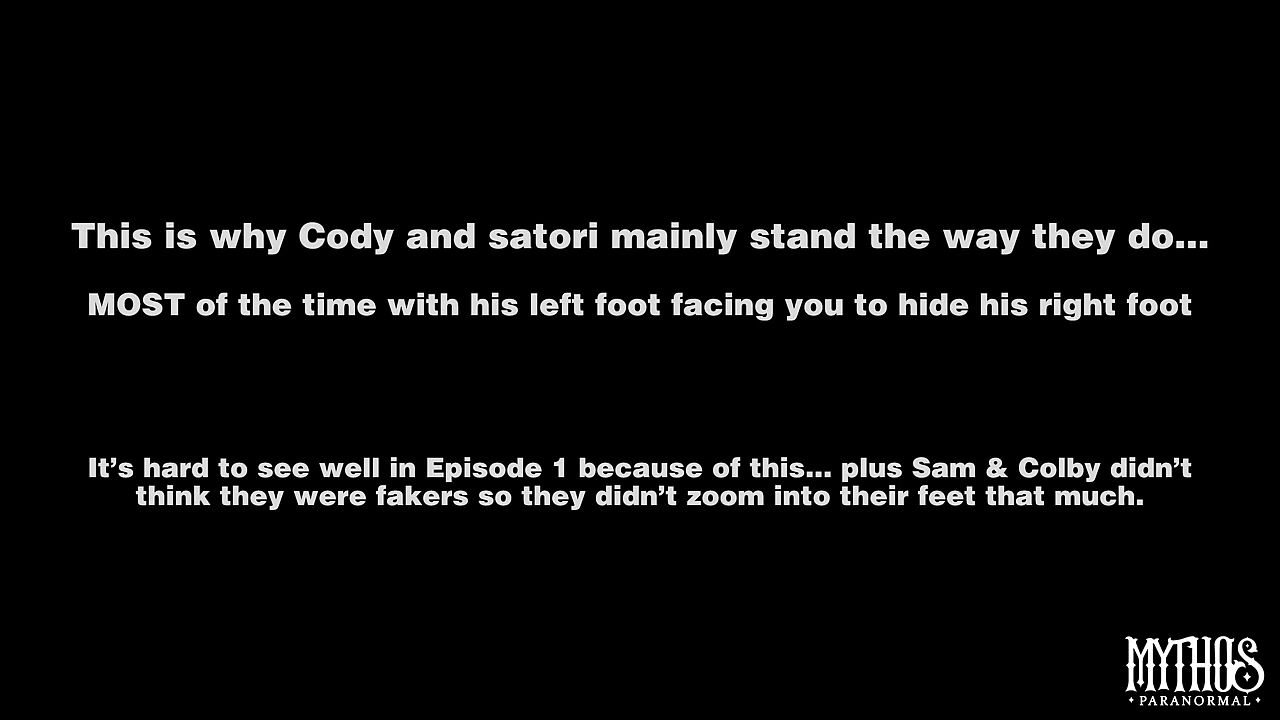 This is why Cody and satori mainly stand the way they do...
MOST of the time with his left foot facing you to hide his right foot
It's hard to see well in Episode 1 because of this... plus Sam & Colby didn't
think they were fakers so they didn't zoom into their feet that much.
MYTHOS
PARANORMAL